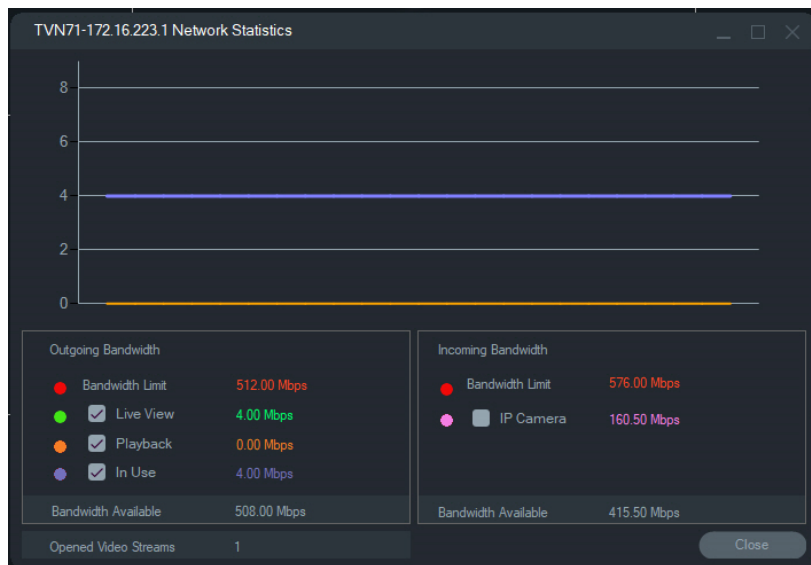 TVN71-172.16.223.1 Network Statistics
8
6
4
2
0
Outgoing Bandwidth
Bandwidth Limit 512.00 Mbps
Live View 4.00 Mbps
Playback 0.00 Mbps
In Use 4.00 Mbps
Bandwidth Available 508.00 Mbps
Opened Video Streams 1
Incoming Bandwidth
Bandwidth Limit 576.00 Mbps
IP Camera 160.50 Mbps
Bandwidth Available 415.50 Mbps
Close